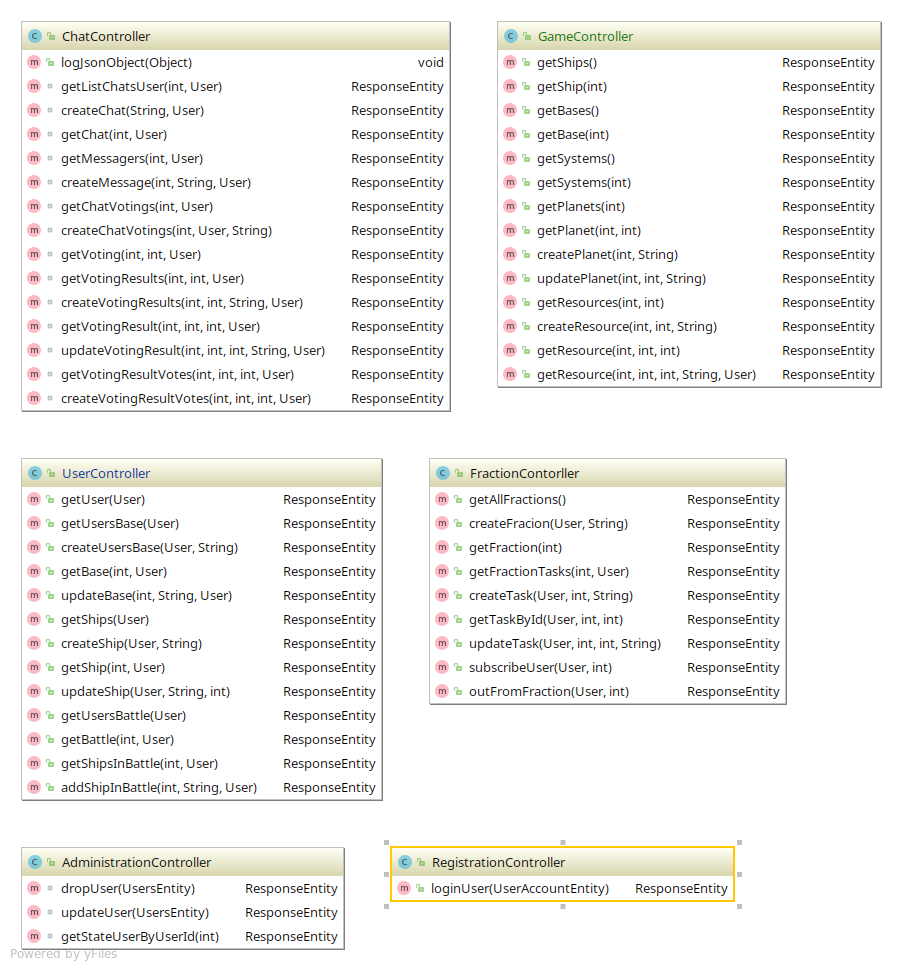 ChatController
logJsonObject(Object) void
getListChatsUser(int, User) ResponseEntity
createChat(String, User) ResponseEntity
getChat(int, User) ResponseEntity
getMessagers(int, User) ResponseEntity
createMessage(int, String, User) ResponseEntity
getChatVotings(int, User) ResponseEntity
createChatVotings(int, User, String) ResponseEntity
getVoting(int, int, User) ResponseEntity
getVotingResults(int, int, User) ResponseEntity
createVotingResults(int, int, String, User) ResponseEntity
getVotingResult(int, int, int, User) ResponseEntity
updateVotingResult(int, int, int, String, User) ResponseEntity
getVotingResultVotes(int, int, int, User) ResponseEntity
createVotingResultVotes(int, int, int, User) ResponseEntity
GameController
getShips() ResponseEntity
getShip(int) ResponseEntity
getBases() ResponseEntity
getBase(int) ResponseEntity
getSystems() ResponseEntity
getSystems(int) ResponseEntity
getPlanets(int) ResponseEntity
getPlanet(int, int) ResponseEntity
createPlanet(int, String) ResponseEntity
updatePlanet(int, int, String) ResponseEntity
getResources(int, int) ResponseEntity
createResource(int, int, String) ResponseEntity
getResource(int, int, int) ResponseEntity
getResource(int, int, int, String, User) ResponseEntity
UserController
getUser(User) ResponseEntity
getUsersBase(User) ResponseEntity
createUsersBase(User, String) ResponseEntity
getBase(int, User) ResponseEntity
updateBase(int, String, User) ResponseEntity
getShips(User) ResponseEntity
createShip(User, String) ResponseEntity
getShip(int, User) ResponseEntity
updateShip(User, String, int) ResponseEntity
getUsersBattle(User) ResponseEntity
getBattle(int, User) ResponseEntity
getShipsInBattle(int, User) ResponseEntity
addShipInBattle(int, String, User) ResponseEntity
FractionContorller
getAllFractions() ResponseEntity
createFracion(User, String) ResponseEntity
getFraction(int) ResponseEntity
getFractionTasks(int, User) ResponseEntity
createTask(User, int, String) ResponseEntity
getTaskById(User, int, int) ResponseEntity
updateTask(User, int, int, String) ResponseEntity
subscribeUser(User, int) ResponseEntity
outFromFraction(User, int) ResponseEntity
AdministrationController
dropUser(UsersEntity) ResponseEntity
updateUser(UsersEntity) ResponseEntity
getStateUserByUserId(int) ResponseEntity
RegistrationController
loginUser(UserAccountEntity) ResponseEntity
Powered by yFiles